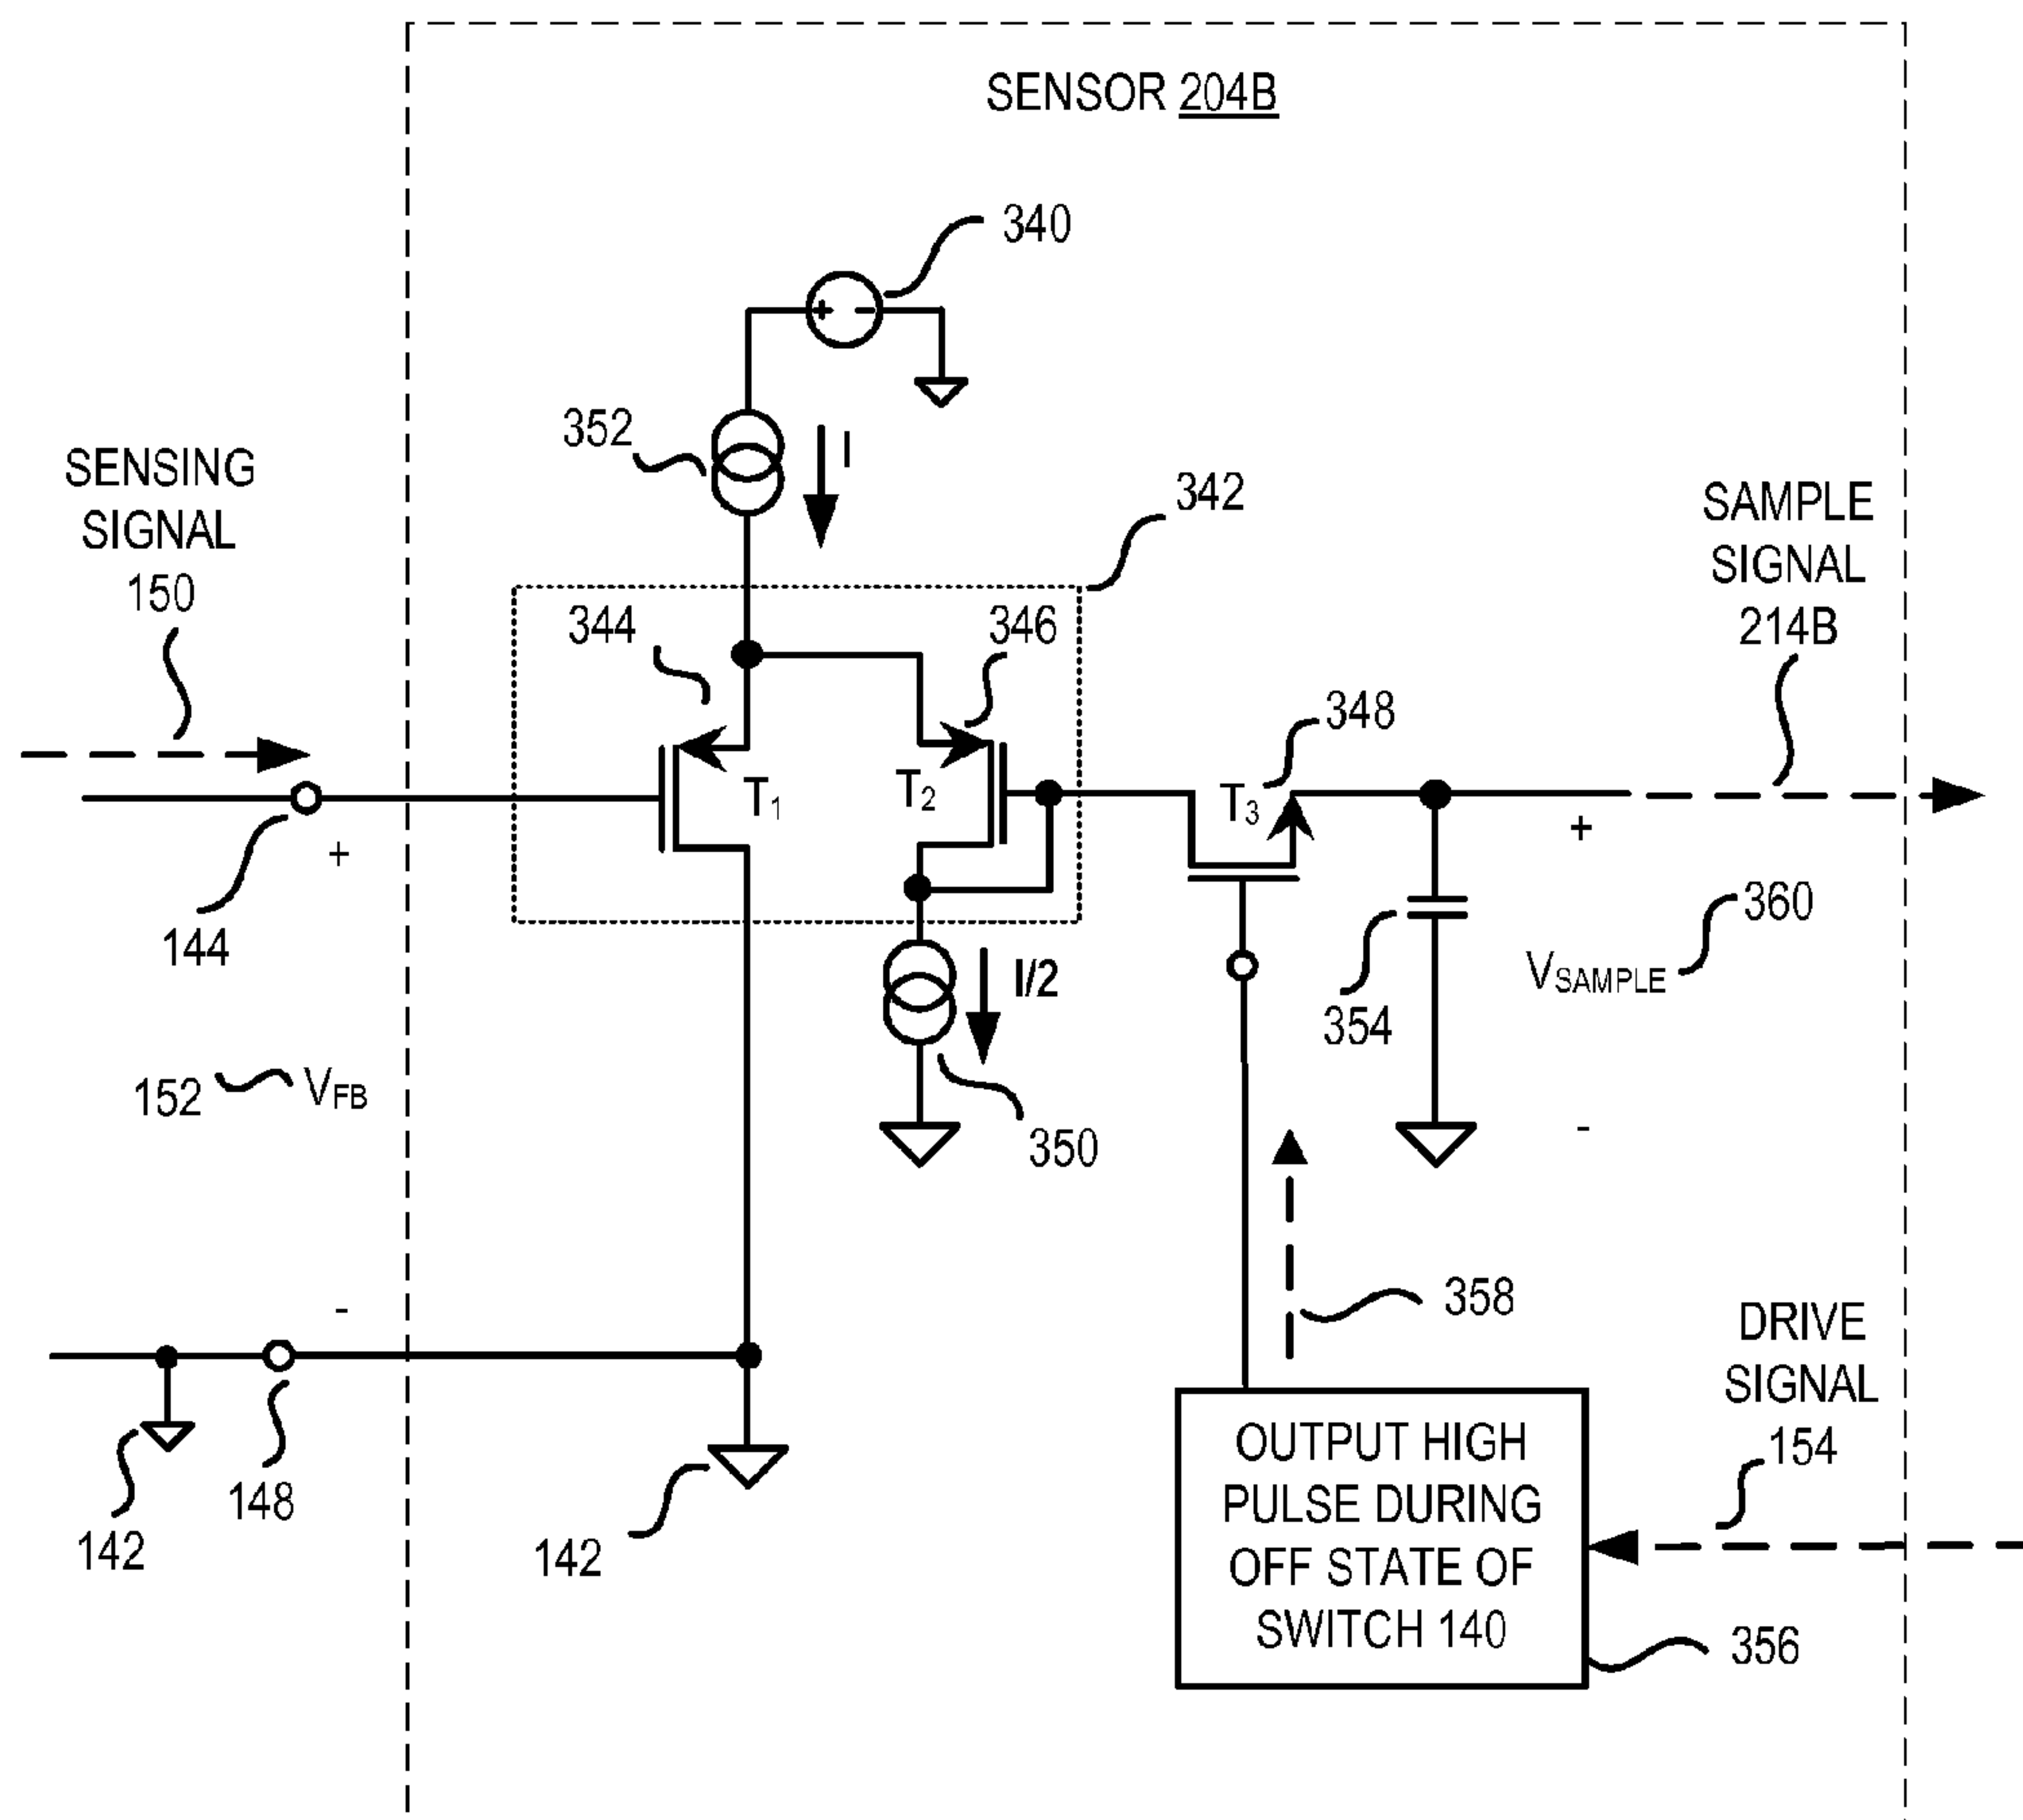 SENSOR 204B
340
352
I
SENSING
SIGNAL
150
342
SAMPLE
SIGNAL
214B
344
346
348
T1
T2
T3
+
+
144
360
I/2
354
VSAMPLE
152
VFB
350
-
358
-
DRIVE
SIGNAL
154
142
148
142
OUTPUT HIGH
PULSE DURING
OFF STATE OF
SWITCH 140
356
+ -